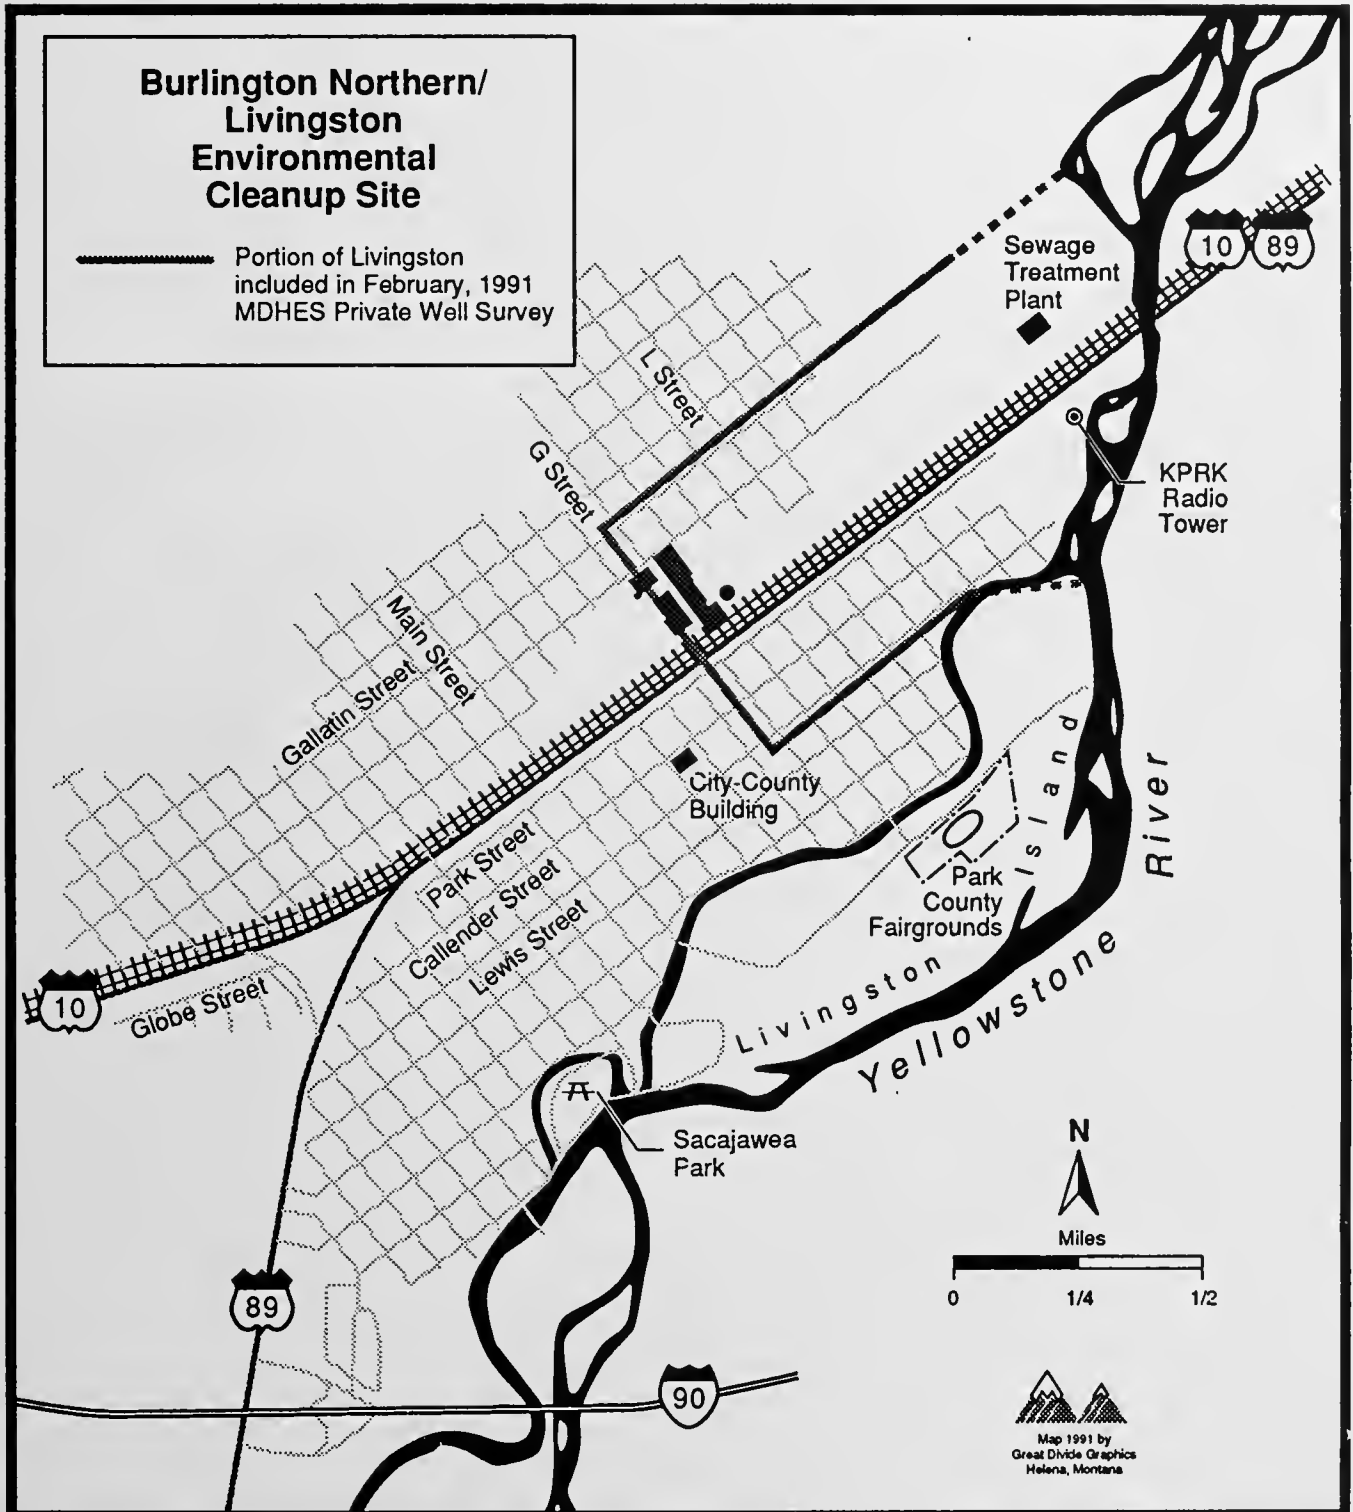 Burlington Northern/
Livingston
Environmental
Cleanup Site
Portion of Livingston
included in February, 1991
MDHES Private Well Survey
10 89
Sewage
Treatment
Plant
L Street
G Street
KPRK
Radio
Tower
Main Street
Gallatin Street
City-County
Building
Park Street
Callender Street
Lewis Street
Park
County
Fairgrounds
Livingston Island
Yellowstone River
10
Globe Street
Sacajawea
Park
N
Miles
0 1/4 1/2
89
90
Map 1991 by
Great Divide Graphics
Helena, Montana